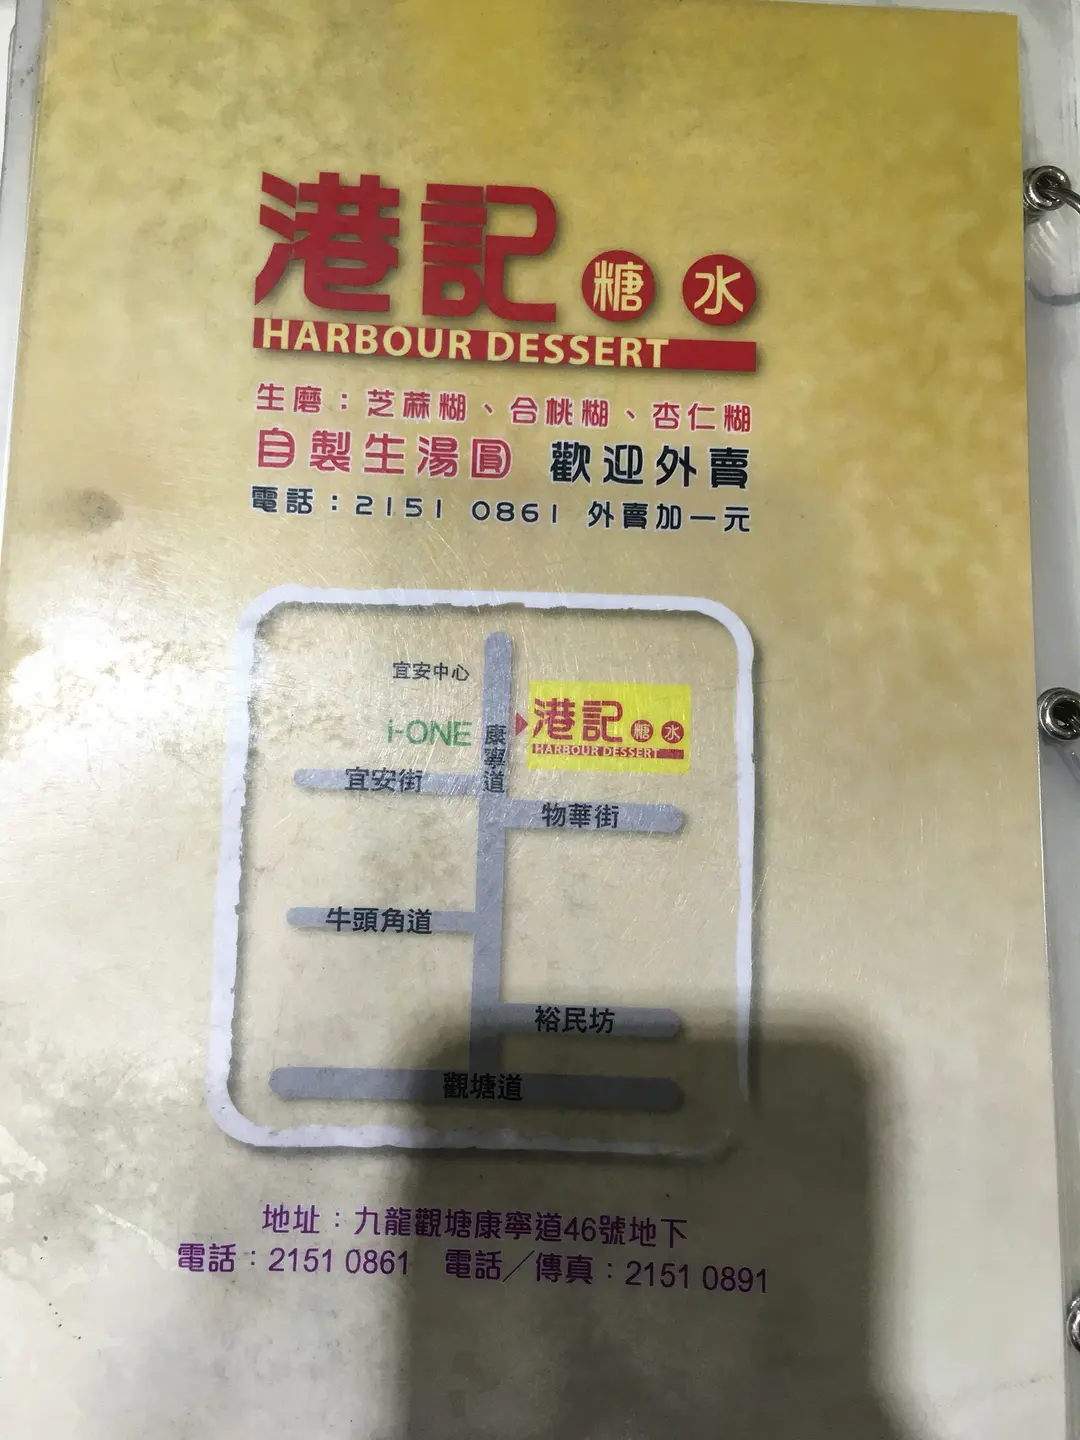 港記糖水
HARBOUR DESSERT
生磨：芝蔴糊、合桃糊、杏仁糊
自製生湯圓 歡迎外賣
電話：2151 0861 外賣加一元
宜安中心
i-ONE
康寧道
港記糖水
HARBOUR DESSERT
宜安街
物華街
牛頭角道
裕民坊
觀塘道
地址：九龍觀塘康寧道46號地下
電話：2151 0861 電話／傳真：2151 0891